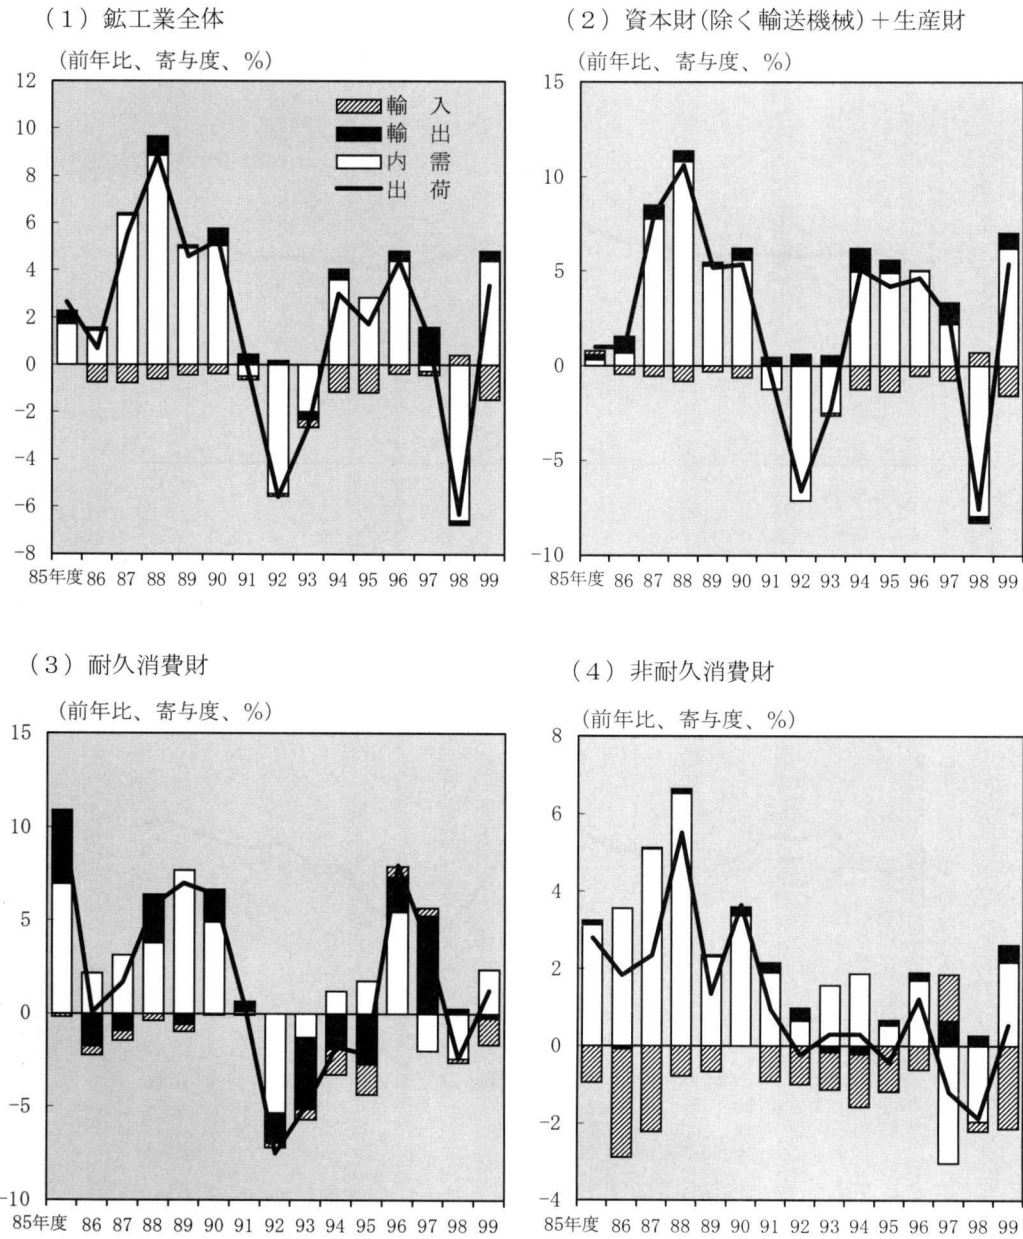 （１）鉱工業全体
（前年比、寄与度、%）
12
10
8
6
4
2
0
−2
−4
−6
−8
輸　入
輸　出
内　需
出　荷
85年度 86 87 88 89 90 91 92 93 94 95 96 97 98 99
（２）資本財(除く輸送機械)＋生産財
（前年比、寄与度、%）
15
10
5
0
−5
−10
85年度 86 87 88 89 90 91 92 93 94 95 96 97 98 99
（３）耐久消費財
（前年比、寄与度、%）
15
10
5
0
−5
−10
85年度 86 87 88 89 90 91 92 93 94 95 96 97 98 99
（４）非耐久消費財
（前年比、寄与度、%）
8
6
4
2
0
−2
−4
85年度 86 87 88 89 90 91 92 93 94 95 96 97 98 99